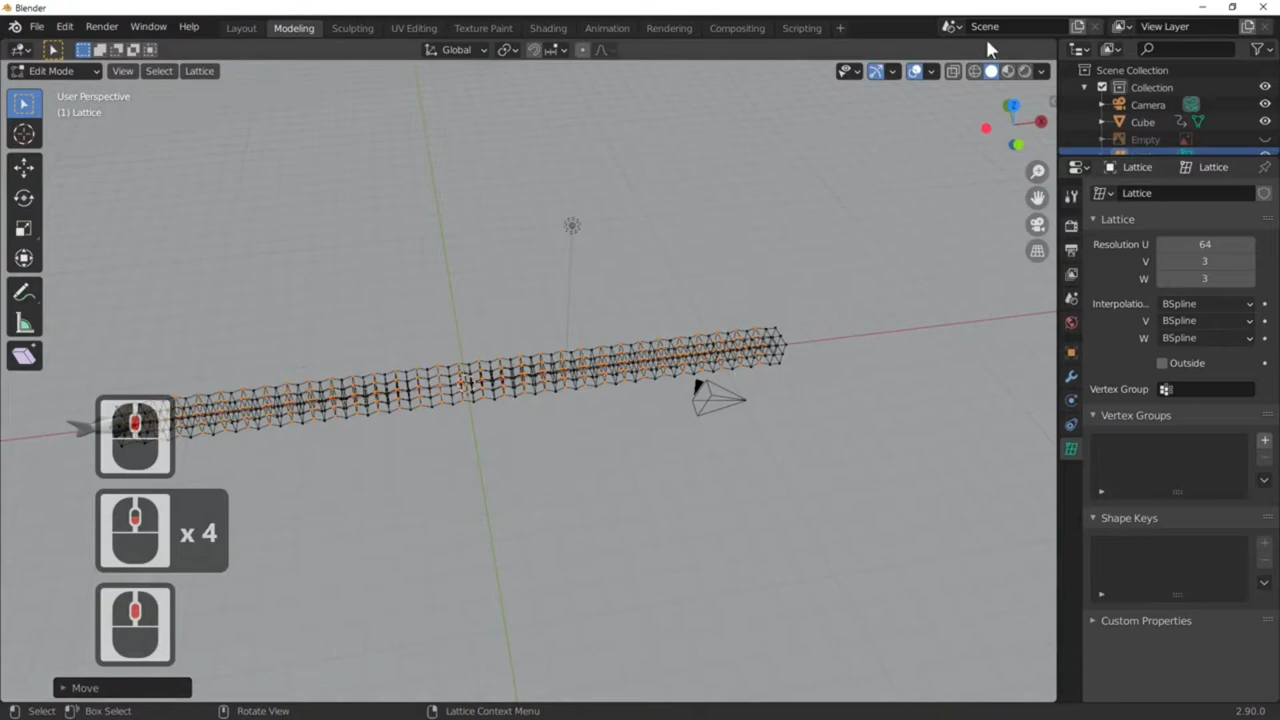 Blender
File Edit Render Window Help Layout Modeling Sculpting UV Editing Texture Paint Shading Animation Rendering Compositing Scripting + Scene View Layer
Global
Edit Mode View Select Lattice
User Perspective
(1) Lattice
Z
X
Scene Collection
Collection
Camera
Cube
Empty
Lattice Lattice
Lattice
Lattice
Resolution U 64
V 3
W 3
Interpolatio... BSpline
V BSpline
W BSpline
Outside
Vertex Group
Vertex Groups
Shape Keys
Custom Properties
x 4
Move
Select Box Select Rotate View Lattice Context Menu 2.90.0